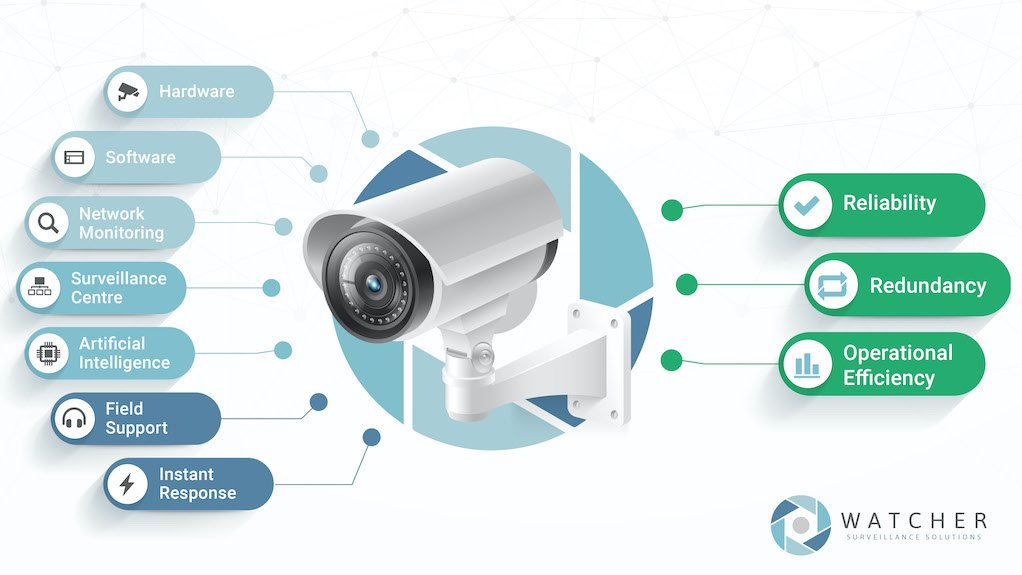 Hardware
Software
Network
Monitoring
Surveillance
Centre
Artificial
Intelligence
Field
Support
Instant
Response
Reliability
Redundancy
Operational
Efficiency
WATCHER
SURVEILLANCE SOLUTIONS